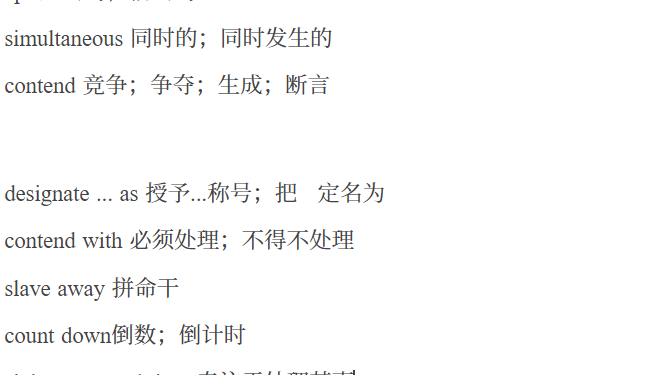 simultaneous 同时的；同时发生的
contend 竞争；争夺；生成；断言
designate ... as 授予...称号；把　定名为
contend with 必须处理；不得不处理
slave away 拼命干
count down倒数；倒计时